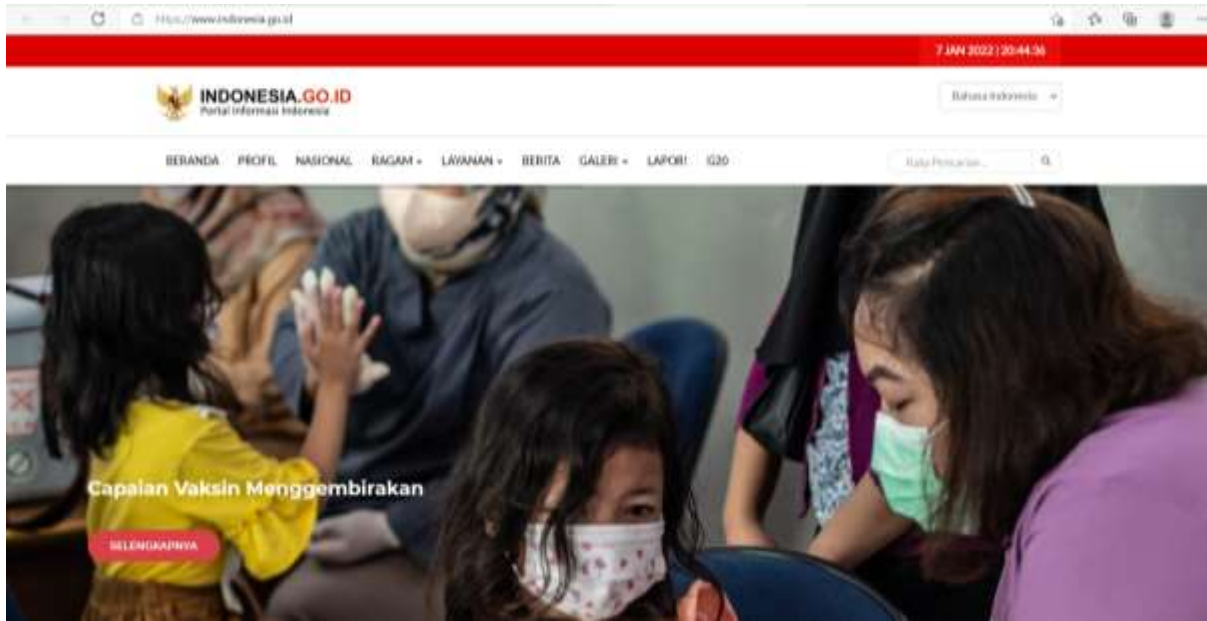 https://www.indonesia.go.id
7 JAN 2022 | 20:44:36
INDONESIA.GO.ID
Portal Informasi Indonesia
Bahasa Indonesia
BERANDA PROFIL NASIONAL RAGAM LAYANAN BERITA GALERI LAPOR! G20
Kata Pencarian...
Capaian Vaksin Menggembirakan
SELENGKAPNYA